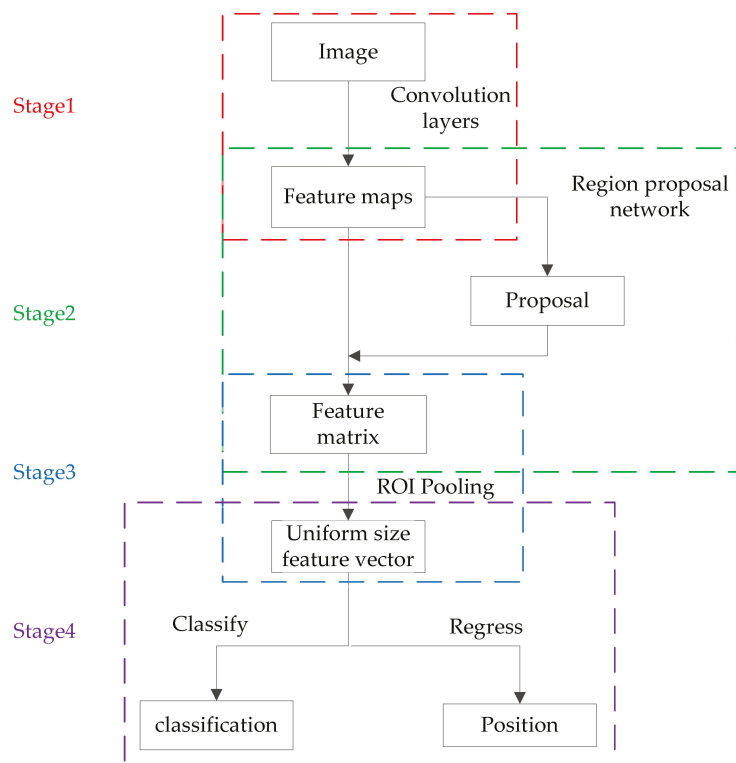 Image
Stage1
Convolution
layers
Feature maps
Region proposal
network
Stage2
Proposal
Feature
matrix
Stage3
ROI Pooling
Uniform size
feature vector
Stage4
Classify
Regress
classification
Position